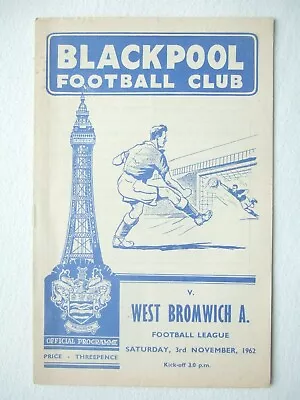 BLACKPOOL
FOOTBALL CLUB
V.
WEST BROMWICH A.
FOOTBALL LEAGUE
SATURDAY, 3rd NOVEMBER, 1962
Kick-off 3.0 p.m.
OFFICIAL PROGRAMME
PRICE - THREEPENCE